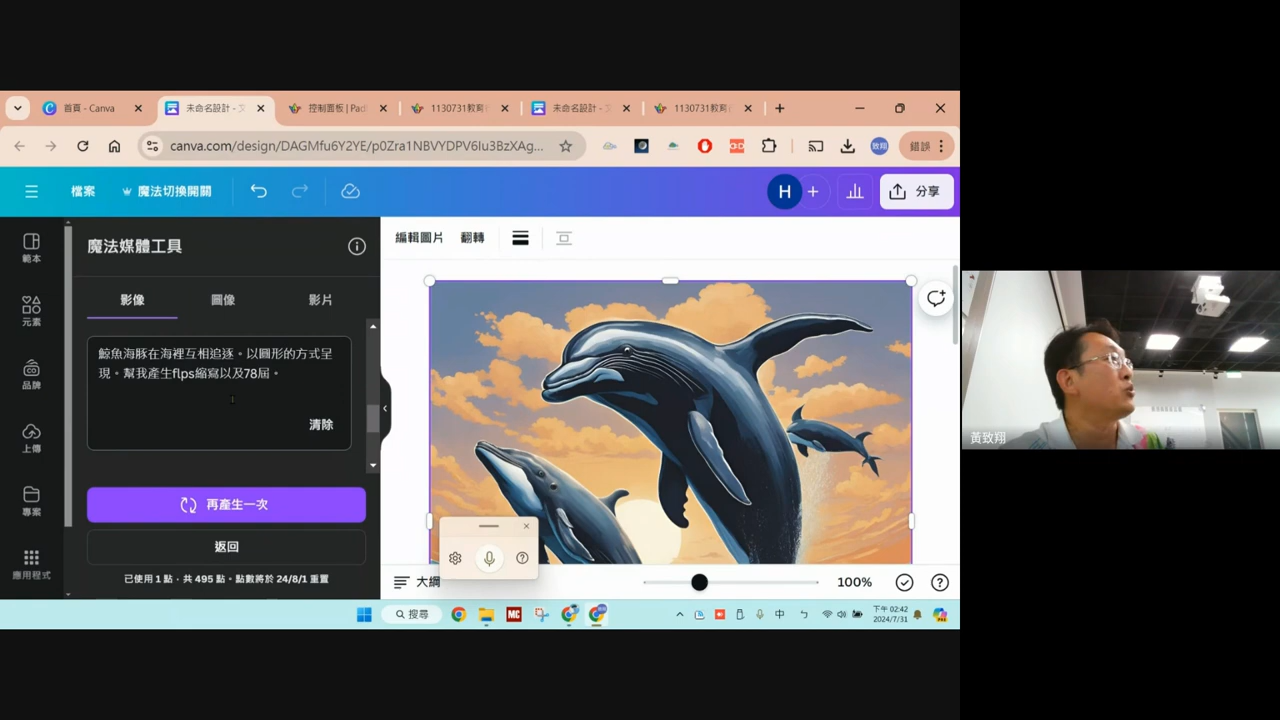 首頁 - Canva
未命名設計 - 文
控制面板 | Pad
1130731教育
未命名設計 - 文
1130731教育
canva.com/design/DAGMfu6Y2YE/p0Zra1NBVYDPV6Iu3BzXAg...
致翔
錯誤
檔案
魔法切換開關
H
分享
範本
元素
品牌
上傳
專案
應用程式
魔法媒體工具
影像
圖像
影片
鯨魚海豚在海裡互相追逐。以圓形的方式呈
現。幫我產生flps縮寫以及78屆。
清除
再產生一次
返回
已使用 1 點，共 495 點。點數將於 24/8/1 重置
編輯圖片
翻轉
大綱
100%
搜尋
MC
中
下午 02:42
2024/7/31
黃致翔